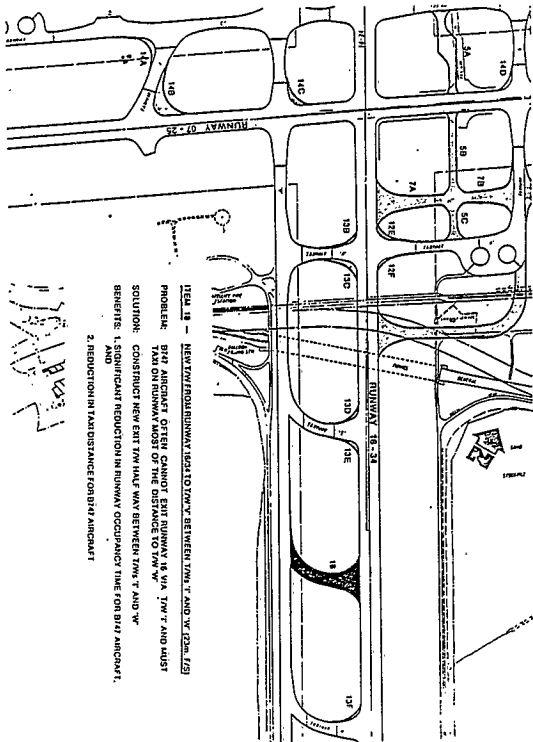 ITEM 18 — NEW T/W FROM RUNWAY 16/34 TO T/W 'V' BETWEEN T/Ws 'T' AND 'W' (23m. F/S)
PROBLEM: B747 AIRCRAFT OFTEN CANNOT EXIT RUNWAY 16 VIA T/W 'T' AND MUST
TAXI ON RUNWAY MOST OF THE DISTANCE TO T/W 'W'
SOLUTION: CONSTRUCT NEW EXIT T/W HALF WAY BETWEEN T/Ws 'T' AND 'W'
BENEFITS: 1. SIGNIFICANT REDUCTION IN RUNWAY OCCUPANCY TIME FOR B747 AIRCRAFT,
AND
2. REDUCTION IN TAXI DISTANCE FOR B747 AIRCRAFT
RUNWAY 07 - 25
RUNWAY 16 - 34
14A
14B
14C
14D
5A
5B
5C
7A
7B
12E
12F
13B
13C
13D
13E
18
13F